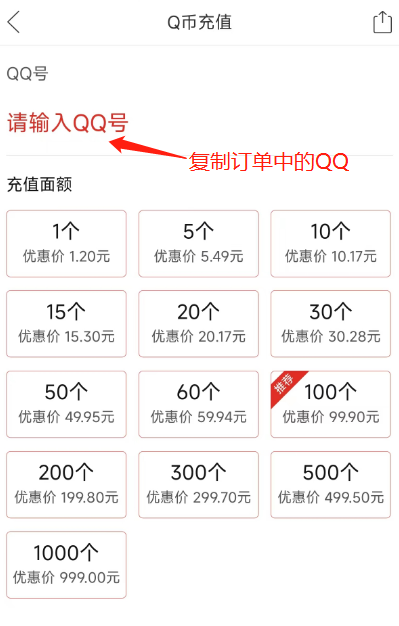 Q币充值
QQ号
请输入QQ号
复制订单中的QQ
充值面额
1个
优惠价 1.20元
5个
优惠价 5.49元
10个
优惠价 10.17元
15个
优惠价 15.30元
20个
优惠价 20.17元
30个
优惠价 30.28元
50个
优惠价 49.95元
60个
优惠价 59.94元
推荐
100个
优惠价 99.90元
200个
优惠价 199.80元
300个
优惠价 299.70元
500个
优惠价 499.50元
1000个
优惠价 999.00元